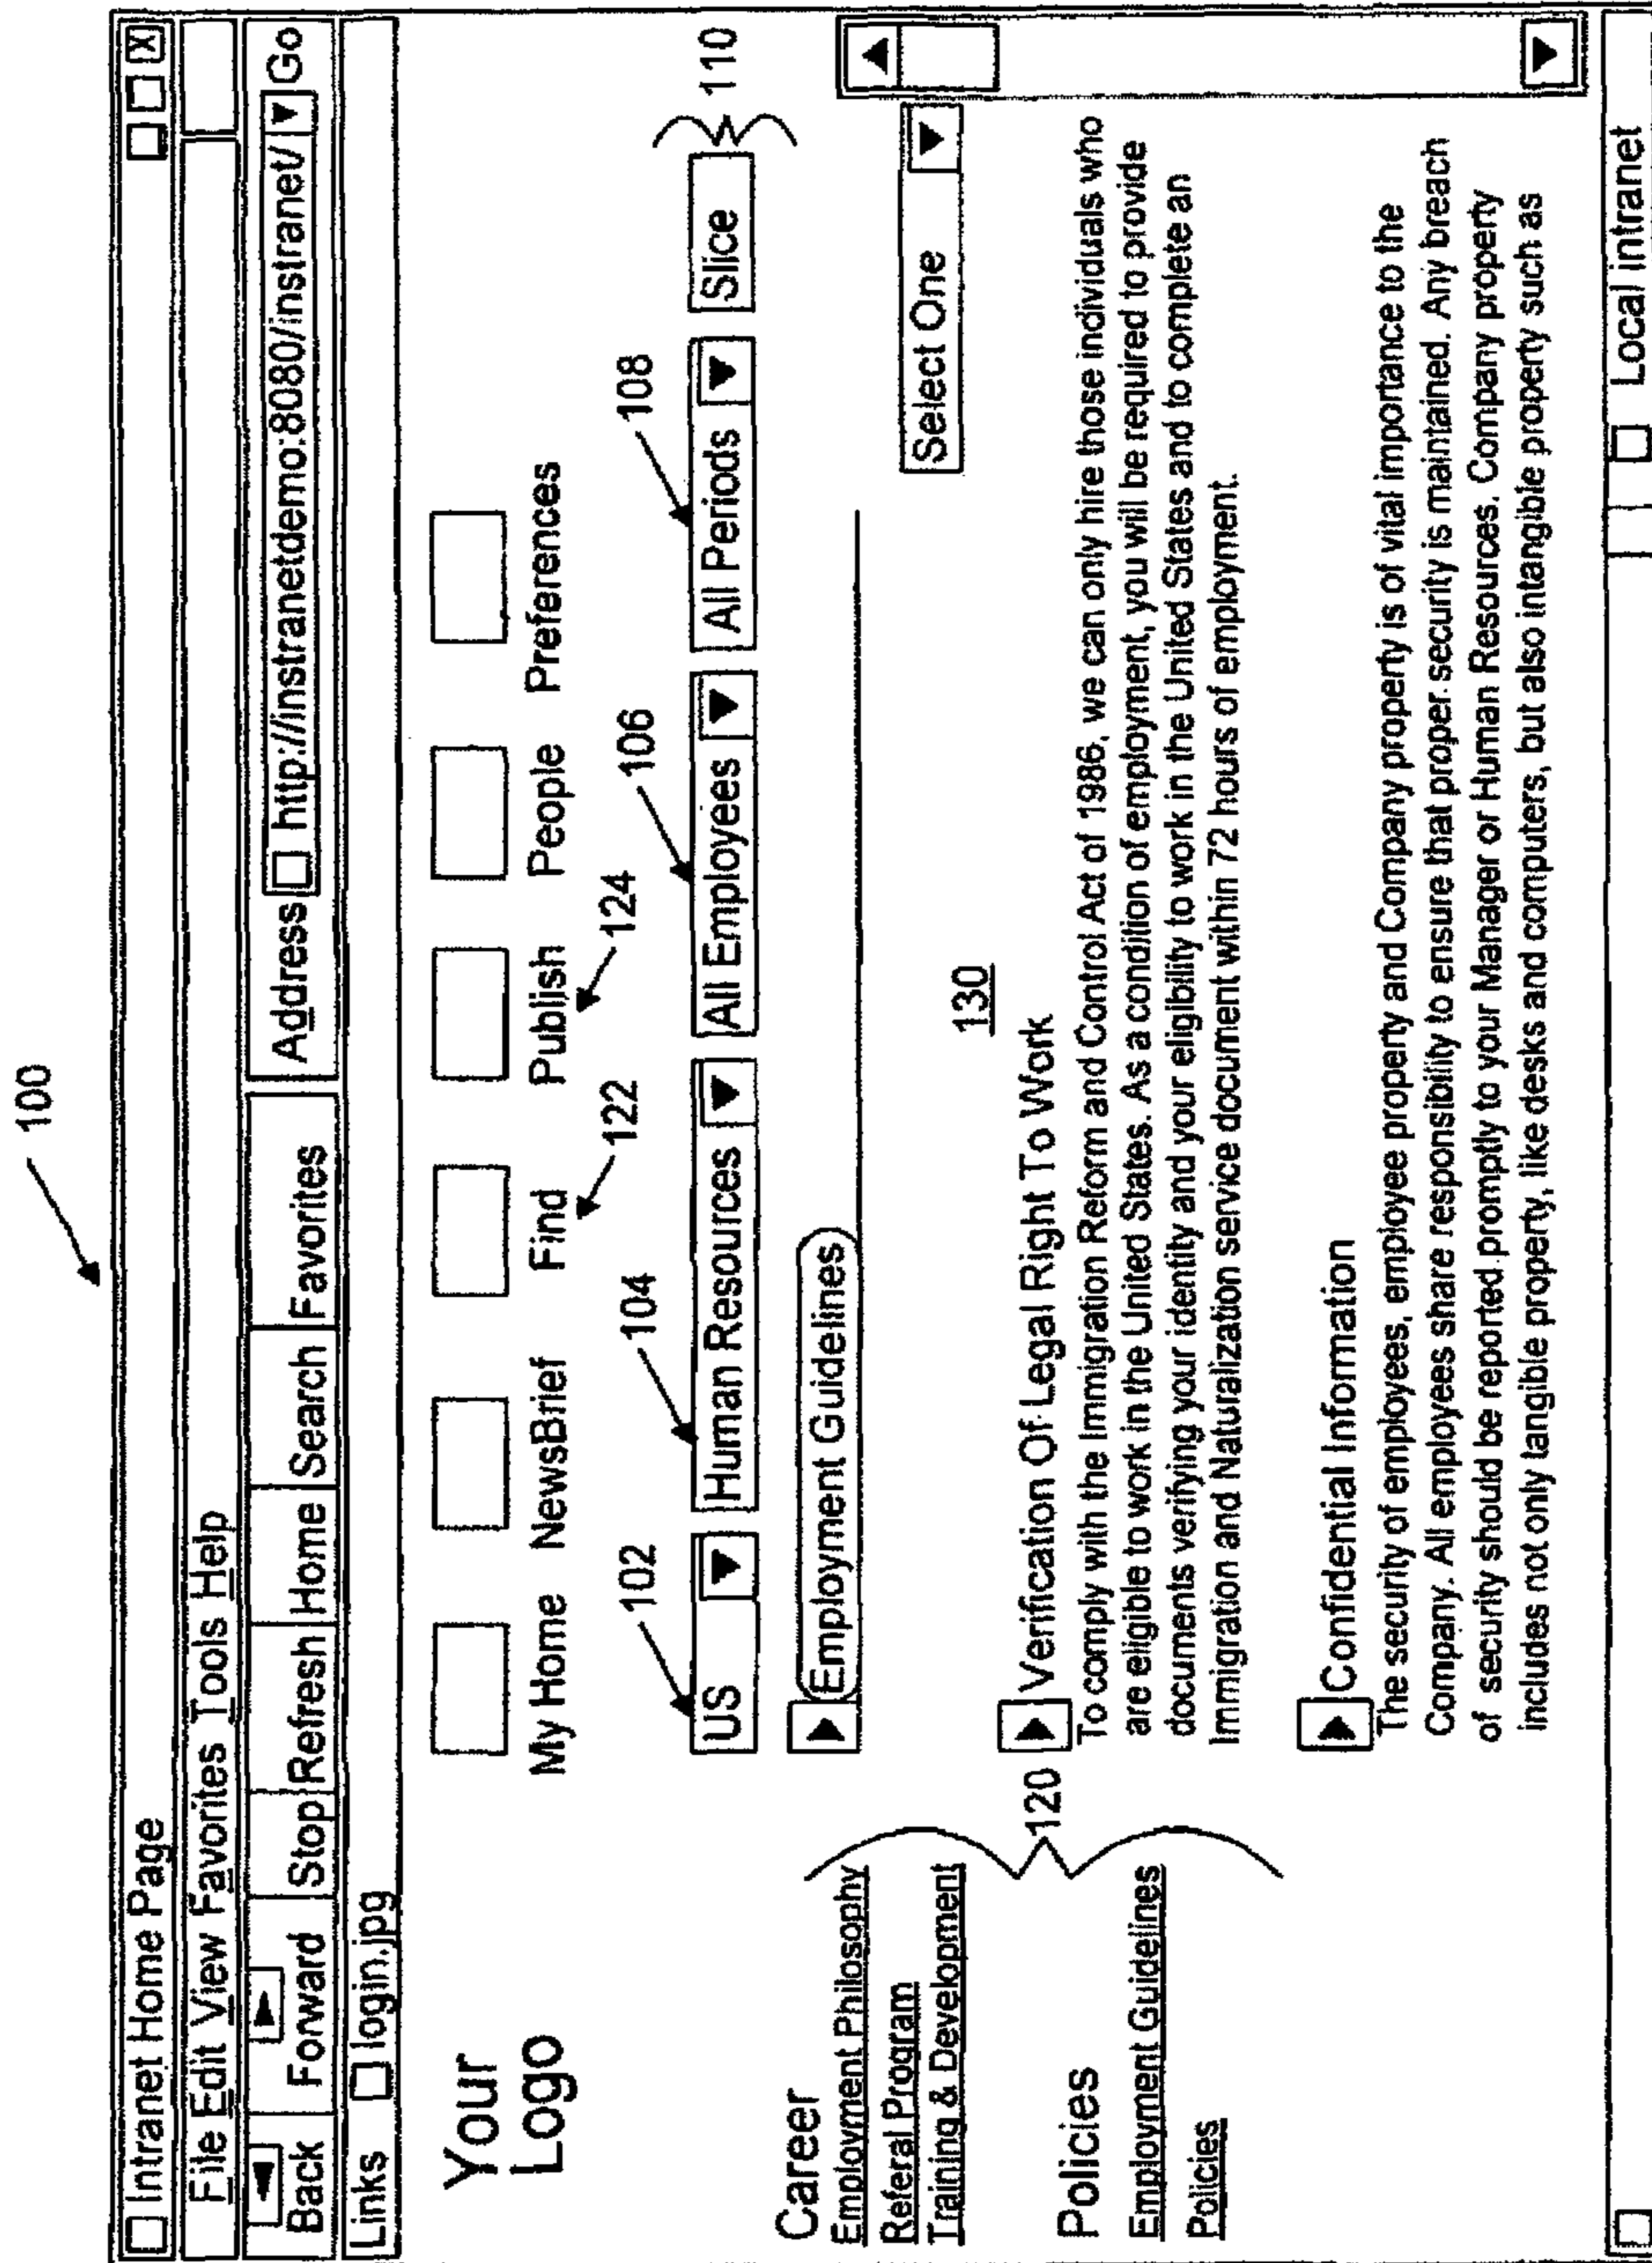 100
Intranet Home Page X
File Edit View Favorites Tools Help
Back Forward Stop Refresh Home Search Favorites Address http://instranetdemo:8080/instranet/ Go
Links login.jpg
Your
Logo
My Home NewsBrief Find Publish People Preferences
122 124
102 104 106 108
US Human Resources All Employees All Periods Slice 110
Employment Guidelines
Select One
130
Career
Employment Philosophy
Referal Program
Training & Development
120
Policies
Employment Guidelines
Policies
Verification Of Legal Right To Work
To comply with the Immigration Reform and Control Act of 1986, we can only hire those individuals who
are eligible to work in the United States. As a condition of employment, you will be required to provide
documents verifying your identity and your eligibility to work in the United States and to complete an
Immigration and Naturalization service document within 72 hours of employment.
Confidential Information
The security of employees, employee property and Company property is of vital importance to the
Company. All employees share responsibility to ensure that proper security is maintained. Any breach
of security should be reported promptly to your Manager or Human Resources. Company property
includes not only tangible property, like desks and computers, but also intangible property such as
Local intranet